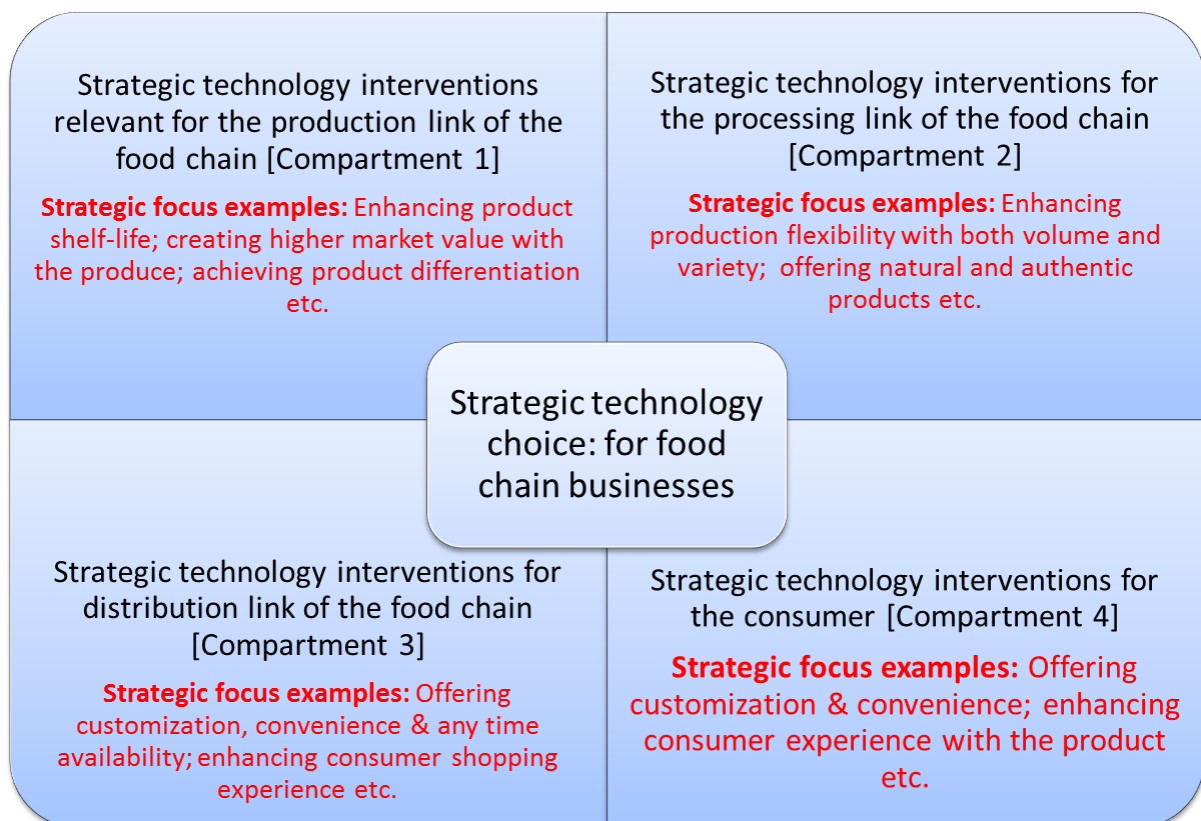 Strategic technology interventions
relevant for the production link of the
food chain [Compartment 1]
Strategic focus examples: Enhancing product
shelf-life; creating higher market value with
the produce; achieving product differentiation
etc.
Strategic technology interventions for
the processing link of the food chain
[Compartment 2]
Strategic focus examples: Enhancing
production flexibility with both volume and
variety; offering natural and authentic
products etc.
Strategic technology
choice: for food
chain businesses
Strategic technology interventions for
distribution link of the food chain
[Compartment 3]
Strategic focus examples: Offering
customization, convenience & any time
availability; enhancing consumer shopping
experience etc.
Strategic technology interventions for
the consumer [Compartment 4]
Strategic focus examples: Offering
customization & convenience; enhancing
consumer experience with the product
etc.